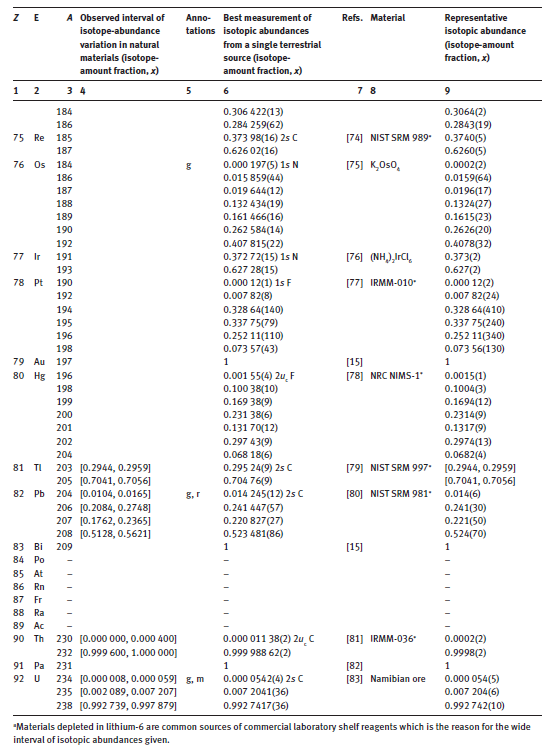 Z E A Observed interval of isotope-abundance variation in natural materials (isotope-amount fraction, x) Anno-tations Best measurement of isotopic abundances from a single terrestrial source (isotope-amount fraction, x) Refs. Material Representative isotopic abundance (isotope-amount fraction, x)
1 2 3 4 5 6 7 8 9
184 0.306 422(13) 0.3064(2)
186 0.284 259(62) 0.2843(19)
75 Re 185 0.373 98(16) 2s C [74] NIST SRM 989* 0.3740(5)
187 0.626 02(16) 0.6260(5)
76 Os 184 g 0.000 197(5) 1s N [75] K₂OsO₄ 0.0002(2)
186 0.015 859(44) 0.0159(64)
187 0.019 644(12) 0.0196(17)
188 0.132 434(19) 0.1324(27)
189 0.161 466(16) 0.1615(23)
190 0.262 584(14) 0.2626(20)
192 0.407 815(22) 0.4078(32)
77 Ir 191 0.372 72(15) 1s N [76] (NH₄)₂IrCl₆ 0.373(2)
193 0.627 28(15) 0.627(2)
78 Pt 190 0.000 12(1) 1s F [77] IRMM-010* 0.000 12(5)
192 0.007 82(8) 0.007 82(24)
194 0.328 64(140) 0.328 64(410)
195 0.337 75(79) 0.337 75(240)
196 0.252 11(110) 0.252 11(340)
198 0.073 57(43) 0.073 56(130)
79 Au 197 1 [15] 1
80 Hg 196 0.001 55(4) 2u꜀ F [78] NRC NIMS-1* 0.0015(1)
198 0.100 38(10) 0.1004(3)
199 0.169 38(9) 0.1694(12)
200 0.231 38(6) 0.2314(9)
201 0.131 70(12) 0.1317(9)
202 0.297 43(9) 0.2974(13)
204 0.068 18(6) 0.0682(4)
81 Tl 203 [0.2944, 0.2959] 0.295 24(9) 2s C [79] NIST SRM 997* [0.2944, 0.2959]
205 [0.7041, 0.7056] 0.704 76(9) [0.7041, 0.7056]
82 Pb 204 [0.0104, 0.0165] g, r 0.014 245(12) 2s C [80] NIST SRM 981* 0.014(6)
206 [0.2084, 0.2748] 0.241 447(57) 0.241(30)
207 [0.1762, 0.2365] 0.220 827(27) 0.221(50)
208 [0.5128, 0.5621] 0.523 481(86) 0.524(70)
83 Bi 209 1 [15] 1
84 Po – – –
85 At – – –
86 Rn – – –
87 Fr – – –
88 Ra – – –
89 Ac – – –
90 Th 230 [0.000 000, 0.000 400] 0.000 011 38(2) 2u꜀ C [81] IRMM-036* 0.0002(2)
232 [0.999 600, 1.000 000] 0.999 988 62(2) 0.9998(2)
91 Pa 231 1 [82] 1
92 U 234 [0.000 008, 0.000 059] g, m 0.000 0542(4) 2s C [83] Namibian ore 0.000 054(5)
235 [0.002 089, 0.007 207] 0.007 2041(36) 0.007 204(6)
238 [0.992 739, 0.997 879] 0.992 7417(36) 0.992 742(10)
ᵃMaterials depleted in lithium-6 are common sources of commercial laboratory shelf reagents which is the reason for the wide
interval of isotopic abundances given.